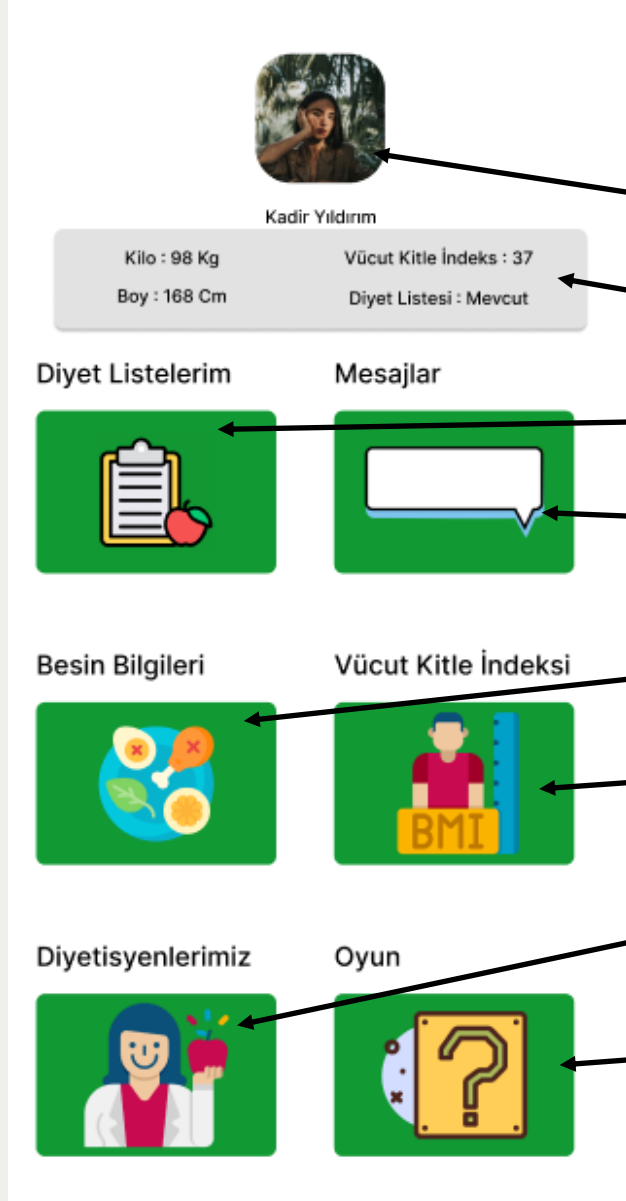 Kadir Yıldırım
Kilo : 98 Kg
Vücut Kitle İndeks : 37
Boy : 168 Cm
Diyet Listesi : Mevcut
Diyet Listelerim
Mesajlar
Besin Bilgileri
Vücut Kitle İndeksi
BMI
Diyetisyenlerimiz
Oyun